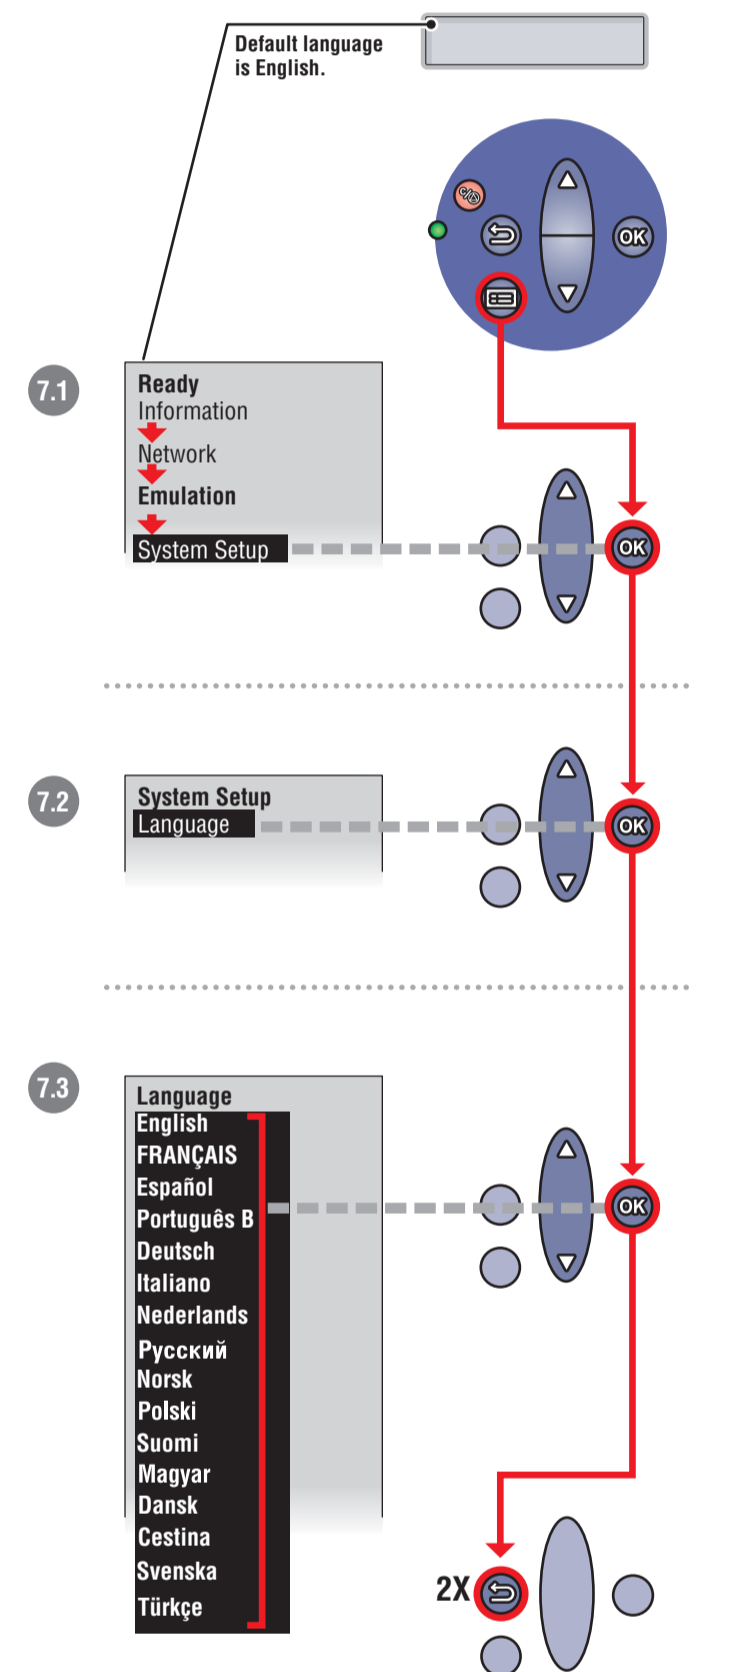 Default language
is English.
C/
OK
7.1
Ready
Information
Network
Emulation
System Setup
OK
7.2
System Setup
Language
OK
7.3
Language
English
FRANÇAIS
Español
Português B
Deutsch
Italiano
Nederlands
Русский
Norsk
Polski
Suomi
Magyar
Dansk
Cestina
Svenska
Türkçe
OK
2X